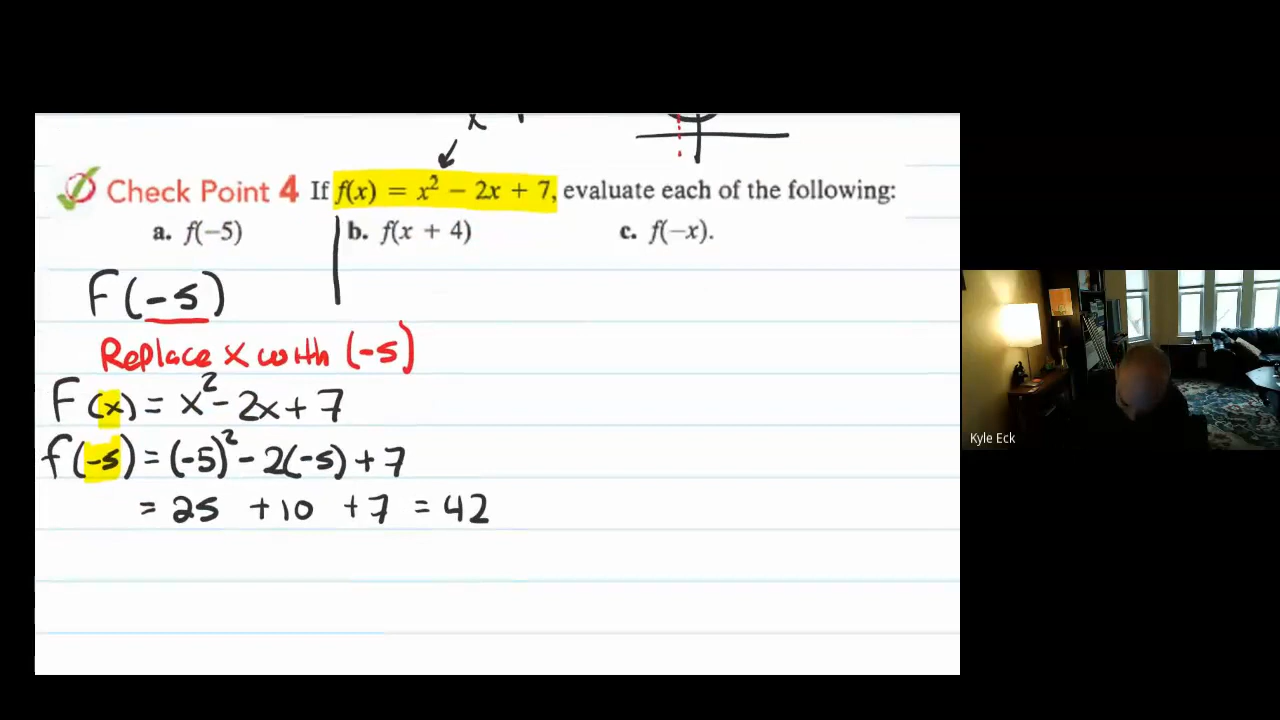 x
Check Point 4 If f(x) = x² − 2x + 7, evaluate each of the following:
a. f(−5) b. f(x + 4) c. f(−x).
F(-5)
Replace x with (-5)
F(x) = x² - 2x + 7
f(-5) = (-5)² - 2(-5) + 7
= 25 + 10 + 7 = 42
Kyle Eck